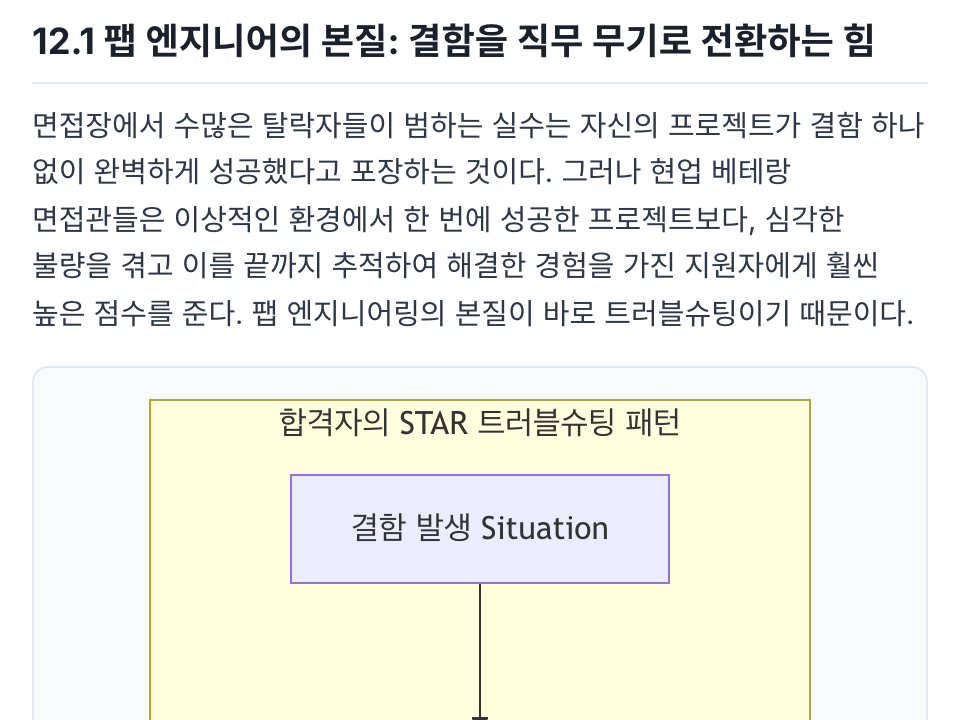 12.1 팹 엔지니어의 본질: 결함을 직무 무기로 전환하는 힘
면접장에서 수많은 탈락자들이 범하는 실수는 자신의 프로젝트가 결함 하나
없이 완벽하게 성공했다고 포장하는 것이다. 그러나 현업 베테랑
면접관들은 이상적인 환경에서 한 번에 성공한 프로젝트보다, 심각한
불량을 겪고 이를 끝까지 추적하여 해결한 경험을 가진 지원자에게 훨씬
높은 점수를 준다. 팹 엔지니어링의 본질이 바로 트러블슈팅이기 때문이다.
합격자의 STAR 트러블슈팅 패턴
결함 발생 Situation